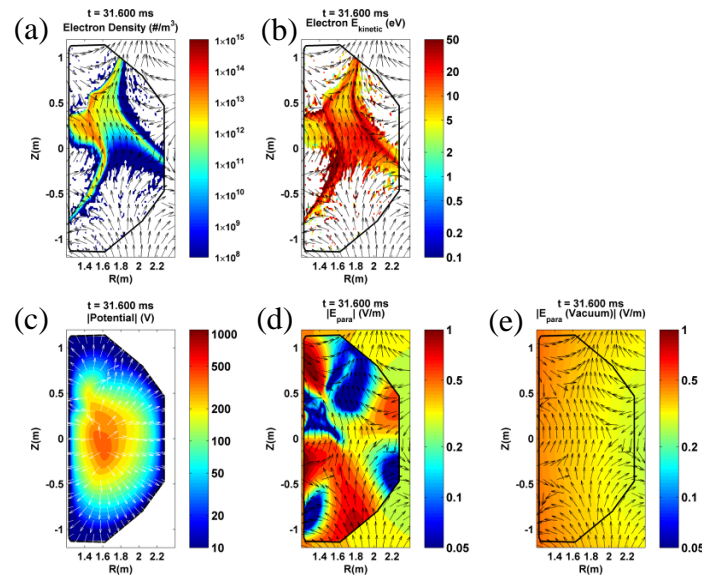 (a)
t = 31.600 ms
Electron Density (#/m³)
1×10¹⁵
1×10¹⁴
1×10¹³
1×10¹²
1×10¹¹
1×10¹⁰
1×10⁹
1×10⁸
Z(m)
1
0.5
0
-0.5
-1
1.4 1.6 1.8 2 2.2
R(m)
(b)
t = 31.600 ms
Electron E_kinetic (eV)
50
20
10
5
2
1
0.5
0.2
0.1
Z(m)
1
0.5
0
-0.5
-1
1.4 1.6 1.8 2 2.2
R(m)
(c)
t = 31.600 ms
|Potential| (V)
1000
500
200
100
50
20
10
Z(m)
1
0.5
0
-0.5
-1
1.4 1.6 1.8 2 2.2
R(m)
(d)
t = 31.600 ms
|E_para| (V/m)
1
0.5
0.2
0.1
0.05
Z(m)
1
0.5
0
-0.5
-1
1.4 1.6 1.8 2 2.2
R(m)
(e)
t = 31.600 ms
|E_para (Vacuum)| (V/m)
1
0.5
0.2
0.1
0.05
Z(m)
1
0.5
0
-0.5
-1
1.4 1.6 1.8 2 2.2
R(m)